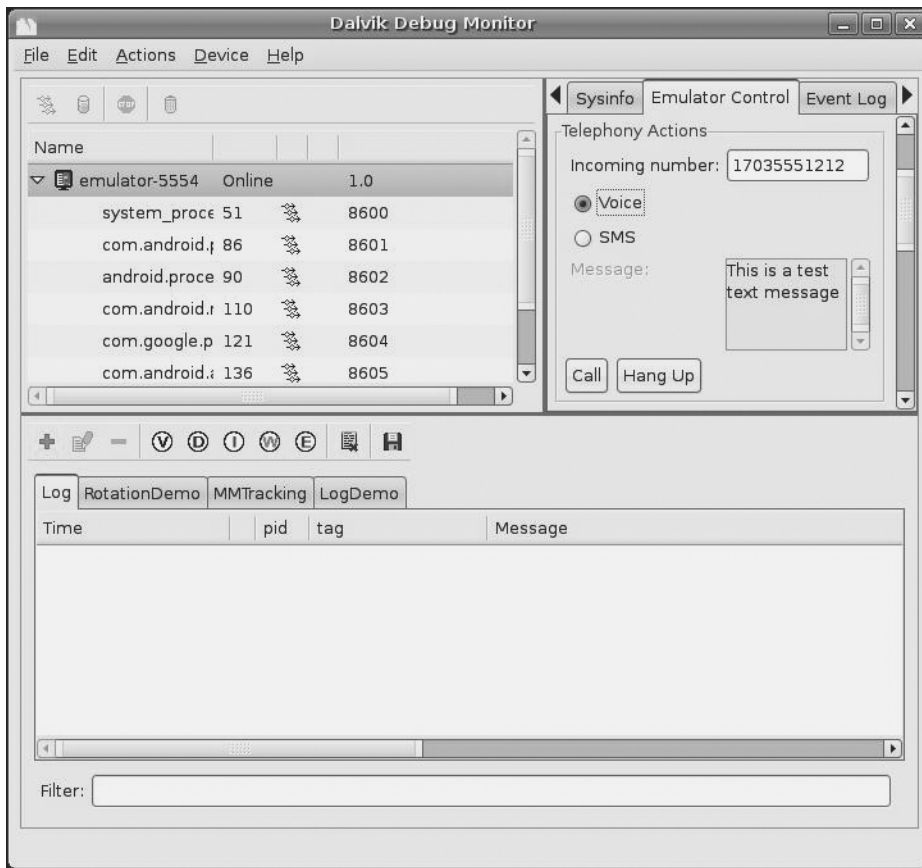 Dalvik Debug Monitor
File Edit Actions Device Help
Name
emulator-5554 Online 1.0
system_proce 51 8600
com.android.p 86 8601
android.proce 90 8602
com.android.r 110 8603
com.google.p 121 8604
com.android.a 136 8605
Sysinfo Emulator Control Event Log
Telephony Actions
Incoming number: 17035551212
Voice
SMS
Message: This is a test
text message
Call Hang Up
V D I W E
Log RotationDemo MMTracking LogDemo
Time pid tag Message
Filter: